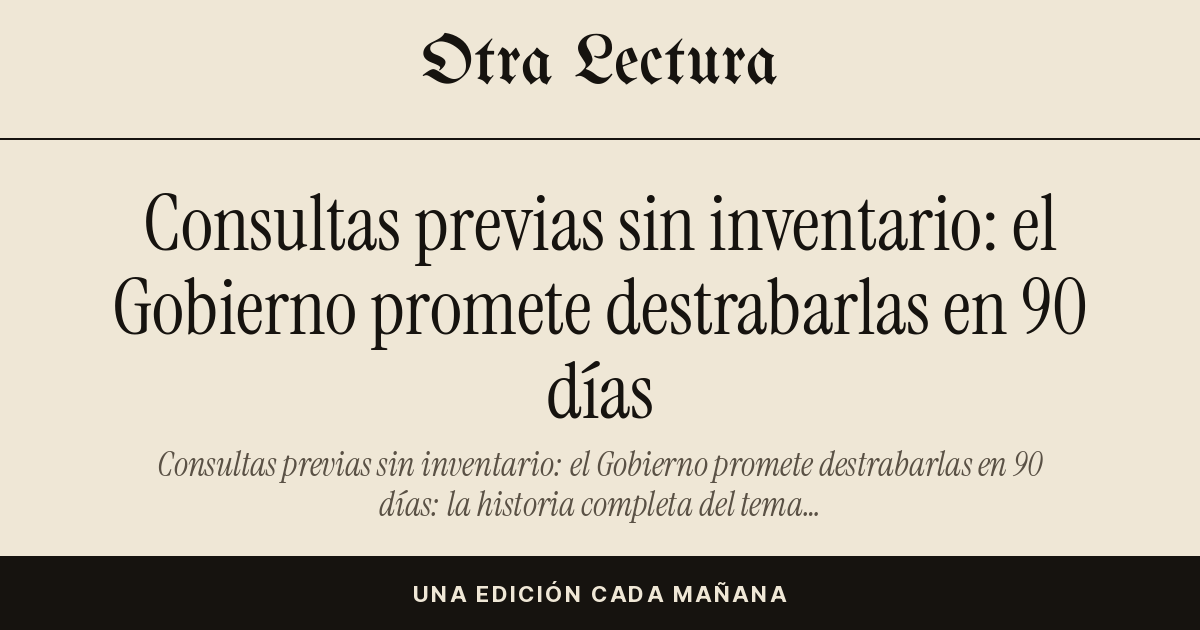 Otra Lectura
Consultas previas sin inventario: el
Gobierno promete destrabarlas en 90
días
Consultas previas sin inventario: el Gobierno promete destrabarlas en 90
días: la historia completa del tema...
UNA EDICIÓN CADA MAÑANA